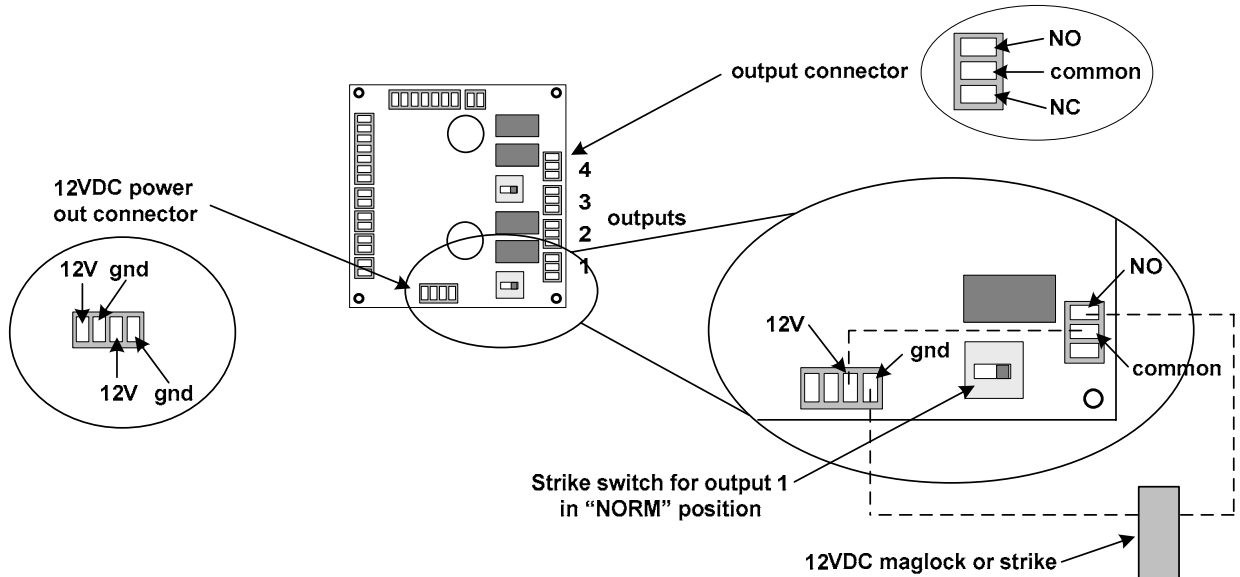 NO
output connector
common
NC
4
12VDC power
out connector
3
outputs
2
1
12V gnd
NO
12V
gnd
common
12V gnd
Strike switch for output 1
in “NORM” position
12VDC maglock or strike